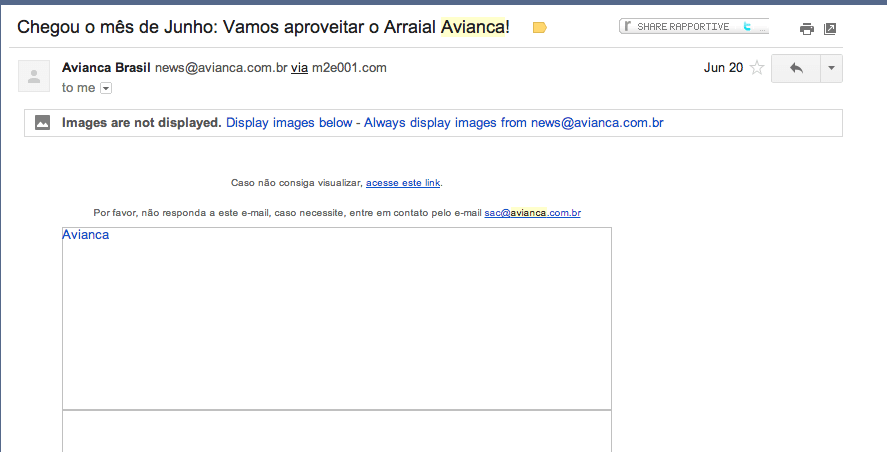 Chegou o mês de Junho: Vamos aproveitar o Arraial Avianca!
SHARE RAPPORTIVE
Avianca Brasil news@avianca.com.br via m2e001.com
Jun 20
to me
Images are not displayed. Display images below - Always display images from news@avianca.com.br
Caso não consiga visualizar, acesse este link.
Por favor, não responda a este e-mail, caso necessite, entre em contato pelo e-mail sac@avianca.com.br
Avianca